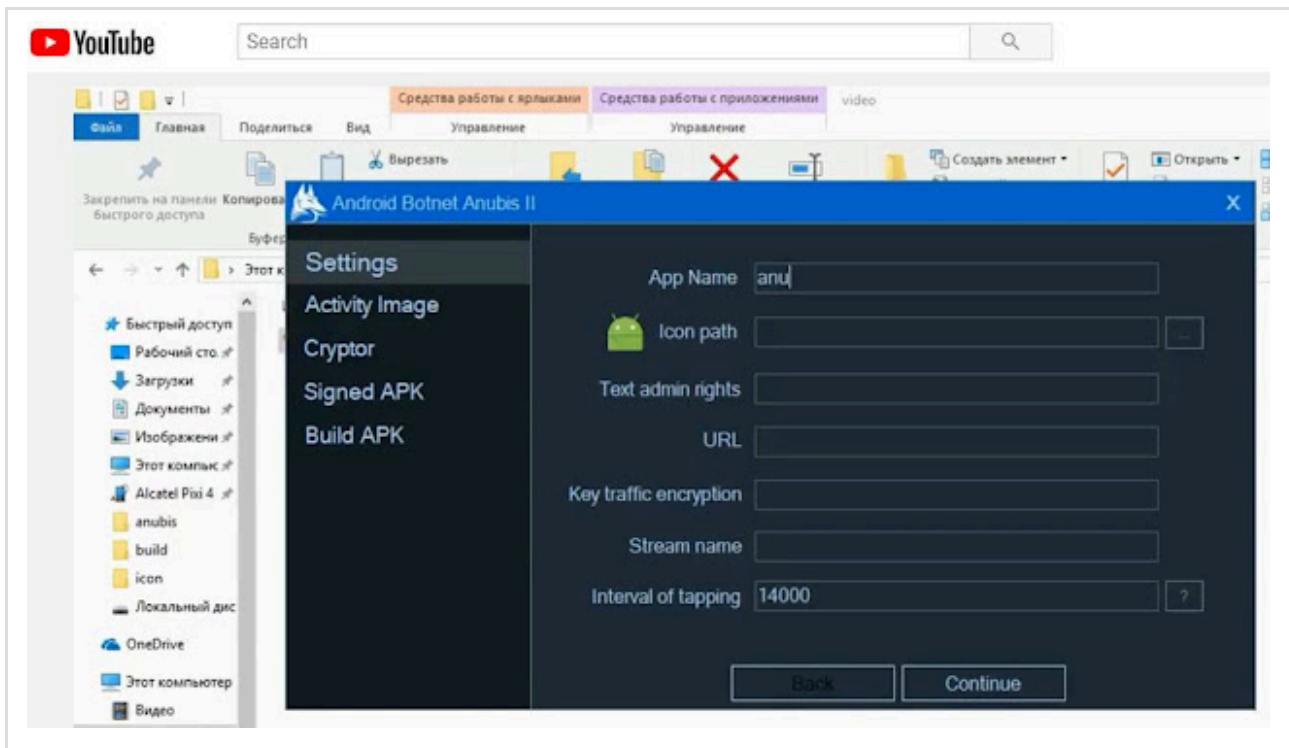 YouTube
Search
Средства работы с ярлыками Средства работы с приложениями video
Файл Главная Поделиться Вид Управление Управление
Вырезать
Создать элемент Открыть
Закрепить на панели быстрого доступа
Копирова
Буфер
Android Botnet Anubis II X
Этот к
Быстрый доступ
Рабочий сто
Загрузки
Документы
Изображени
Этот компьк
Alcatel Pixi 4
anubis
build
icon
Локальный дис
OneDrive
Этот компьютер
Видео
Settings
Activity Image
Cryptor
Signed APK
Build APK
App Name anu
Icon path ...
Text admin rights
URL
Key traffic encryption
Stream name
Interval of tapping 14000 ?
Back Continue